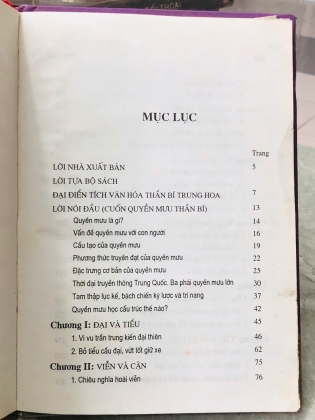 MỤC LỤC
Trang
LỜI NHÀ XUẤT BẢN 5
LỜI TỰA BỘ SÁCH
ĐẠI ĐIỂN TÍCH VĂN HÓA THẦN BÍ TRUNG HOA 7
LỜI NÓI ĐẦU (CUỐN QUYỀN MƯU THẦN BÍ) 13
Quyền mưu là gì? 14
Vấn đề quyền mưu với con người 16
Cấu tạo của quyền mưu 19
Phương thức truyền đạt của quyền mưu 22
Đặc trưng cơ bản của quyền mưu 25
Thời đại truyền thông Trung Quốc. Ba phái quyền mưu lớn 30
Tam thập lục kế, bách chiến kỳ lược và trí nang 37
Quyền mưu học cấu trúc thế nào? 42
Chương I: ĐẠI VÀ TIỂU 45
1. Vi vu trần trung kiến đại thiên 46
2. Bỏ tiểu cầu đại, vứt tốt giữ xe 62
Chương II: VIỄN VÀ CẬN 75
1. Chiêu nghĩa hoài viễn 76